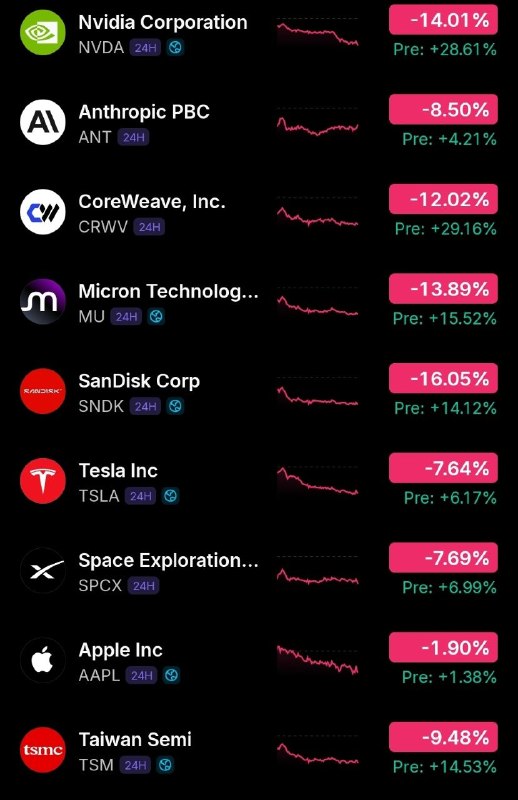 Nvidia Corporation
-14.01%
NVDA 24H
Pre: +28.61%
Anthropic PBC
-8.50%
ANT 24H
Pre: +4.21%
CoreWeave, Inc.
-12.02%
CRWV 24H
Pre: +29.16%
Micron Technolog...
-13.89%
MU 24H
Pre: +15.52%
SanDisk Corp
-16.05%
SANDISK
SNDK 24H
Pre: +14.12%
Tesla Inc
-7.64%
TSLA 24H
Pre: +6.17%
Space Exploration...
-7.69%
SPCX 24H
Pre: +6.99%
Apple Inc
-1.90%
AAPL 24H
Pre: +1.38%
Taiwan Semi
-9.48%
tsmc
TSM 24H
Pre: +14.53%